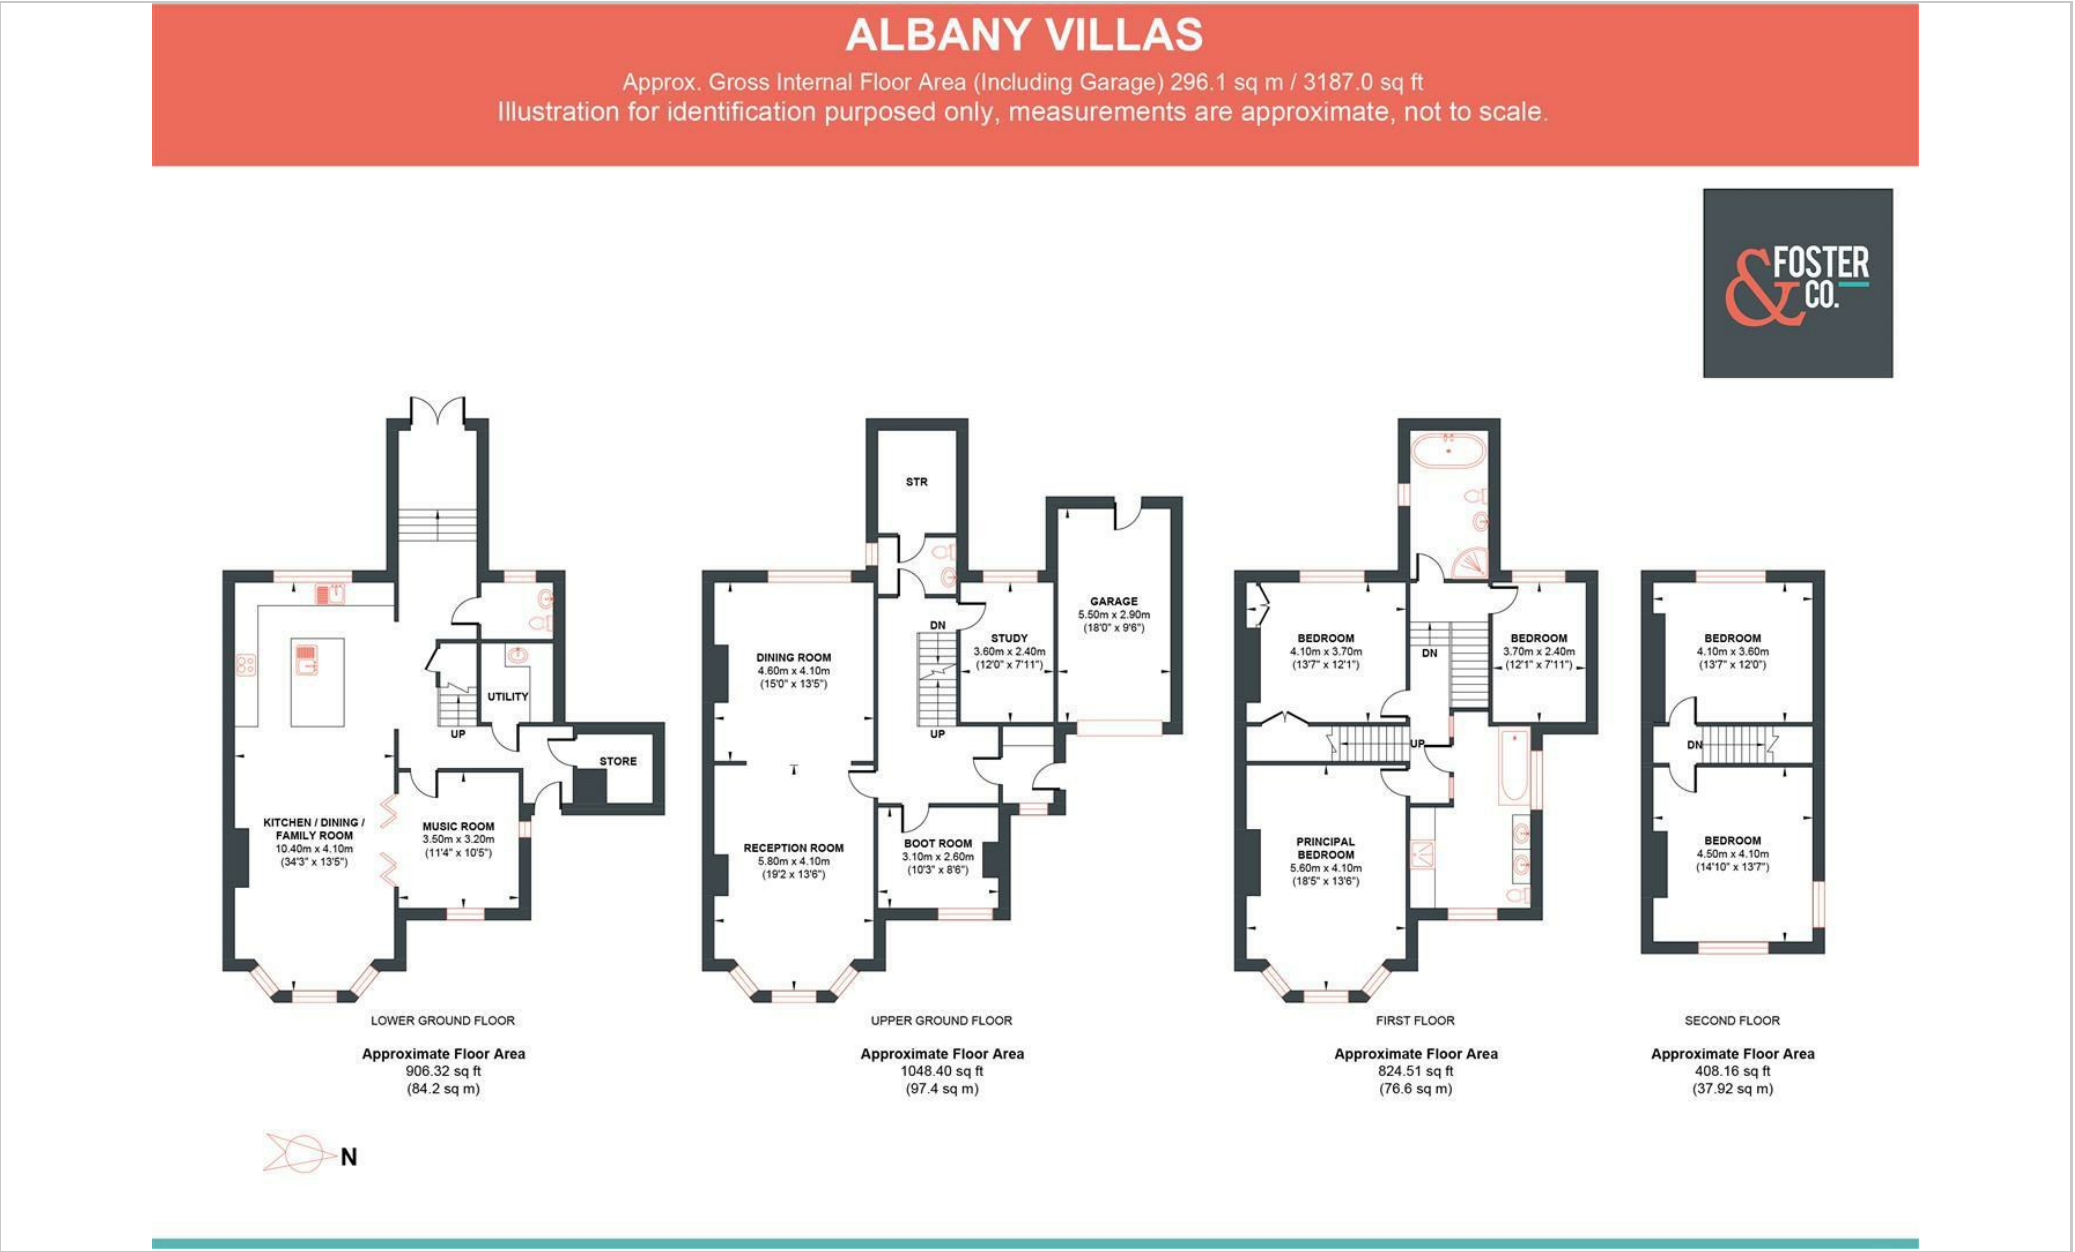 ALBANY VILLAS
Approx. Gross Internal Floor Area (Including Garage) 296.1 sq m / 3187.0 sq ft
Illustration for identification purposed only, measurements are approximate, not to scale.
& FOSTER
CO.
UTILITY
UP
STORE
KITCHEN / DINING /
FAMILY ROOM
10.40m x 4.10m
(34'3" x 13'5")
MUSIC ROOM
3.50m x 3.20m
(11'4" x 10'5")
LOWER GROUND FLOOR
Approximate Floor Area
906.32 sq ft
(84.2 sq m)
STR
GARAGE
5.50m x 2.90m
(18'0" x 9'6")
DN
STUDY
3.60m x 2.40m
(12'0" x 7'11")
DINING ROOM
4.60m x 4.10m
(15'0" x 13'5")
UP
RECEPTION ROOM
5.80m x 4.10m
(19'2 x 13'6")
BOOT ROOM
3.10m x 2.60m
(10'3" x 8'6")
UPPER GROUND FLOOR
Approximate Floor Area
1048.40 sq ft
(97.4 sq m)
BEDROOM
4.10m x 3.70m
(13'7" x 12'1")
DN
BEDROOM
3.70m x 2.40m
(12'1" x 7'11")
UP
PRINCIPAL
BEDROOM
5.60m x 4.10m
(18'5" x 13'6")
FIRST FLOOR
Approximate Floor Area
824.51 sq ft
(76.6 sq m)
BEDROOM
4.10m x 3.60m
(13'7" x 12'0")
DN
BEDROOM
4.50m x 4.10m
(14'10" x 13'7")
SECOND FLOOR
Approximate Floor Area
408.16 sq ft
(37.92 sq m)
N